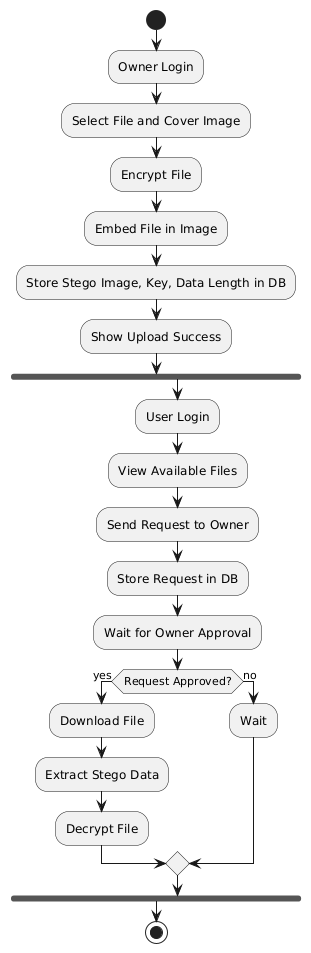 Owner Login
Select File and Cover Image
Encrypt File
Embed File in Image
Store Stego Image, Key, Data Length in DB
Show Upload Success
User Login
View Available Files
Send Request to Owner
Store Request in DB
Wait for Owner Approval
yes
Request Approved?
no
Download File
Wait
Extract Stego Data
Decrypt File